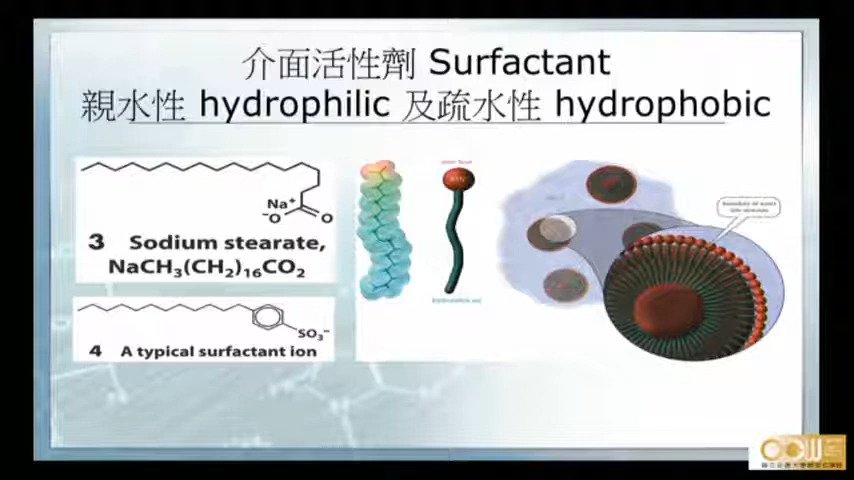 介面活性劑 Surfactant
親水性 hydrophilic 及疏水性 hydrophobic
Na⁺
⁻O
O
3 Sodium stearate,
NaCH₃(CH₂)₁₆CO₂
SO₃⁻
4 A typical surfactant ion